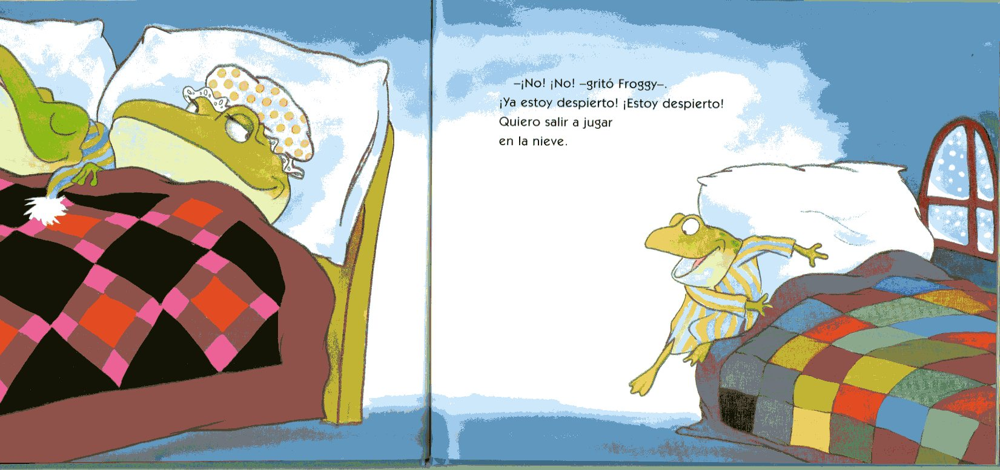 –¡No! ¡No! –gritó Froggy–.
¡Ya estoy despierto! ¡Estoy despierto!
Quiero salir a jugar
en la nieve.